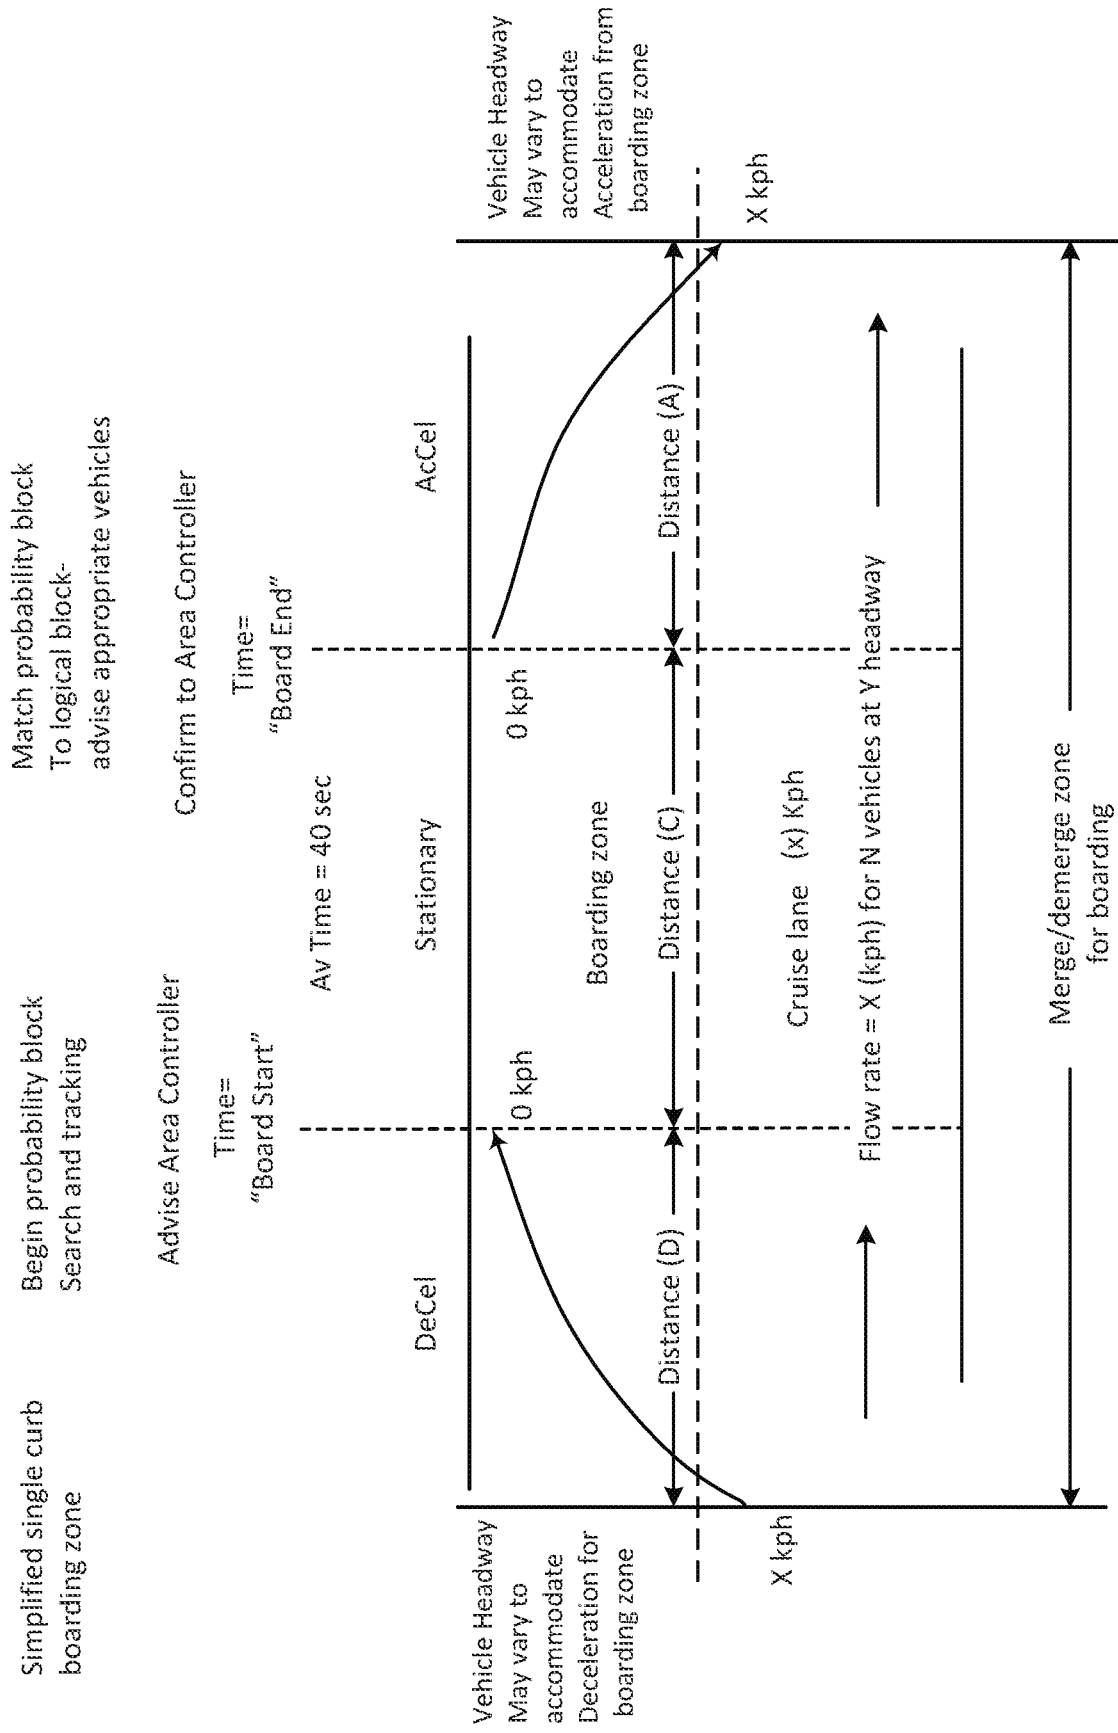 Simplified single curb
boarding zone
Begin probability block
Search and tracking
Match probability block
To logical block-
advise appropriate vehicles
Advise Area Controller
Confirm to Area Controller
Time=
“Board Start”
Time=
“Board End”
Av Time = 40 sec
DeCel
Stationary
AcCel
Vehicle Headway
May vary to
accommodate
Deceleration for
boarding zone
Vehicle Headway
May vary to
accommodate
Acceleration from
boarding zone
0 kph
0 kph
Boarding zone
Distance (D)
Distance (C)
Distance (A)
X kph
X kph
Cruise lane (x) Kph
Flow rate = X (kph) for N vehicles at Y headway
Merge/demerge zone
for boarding